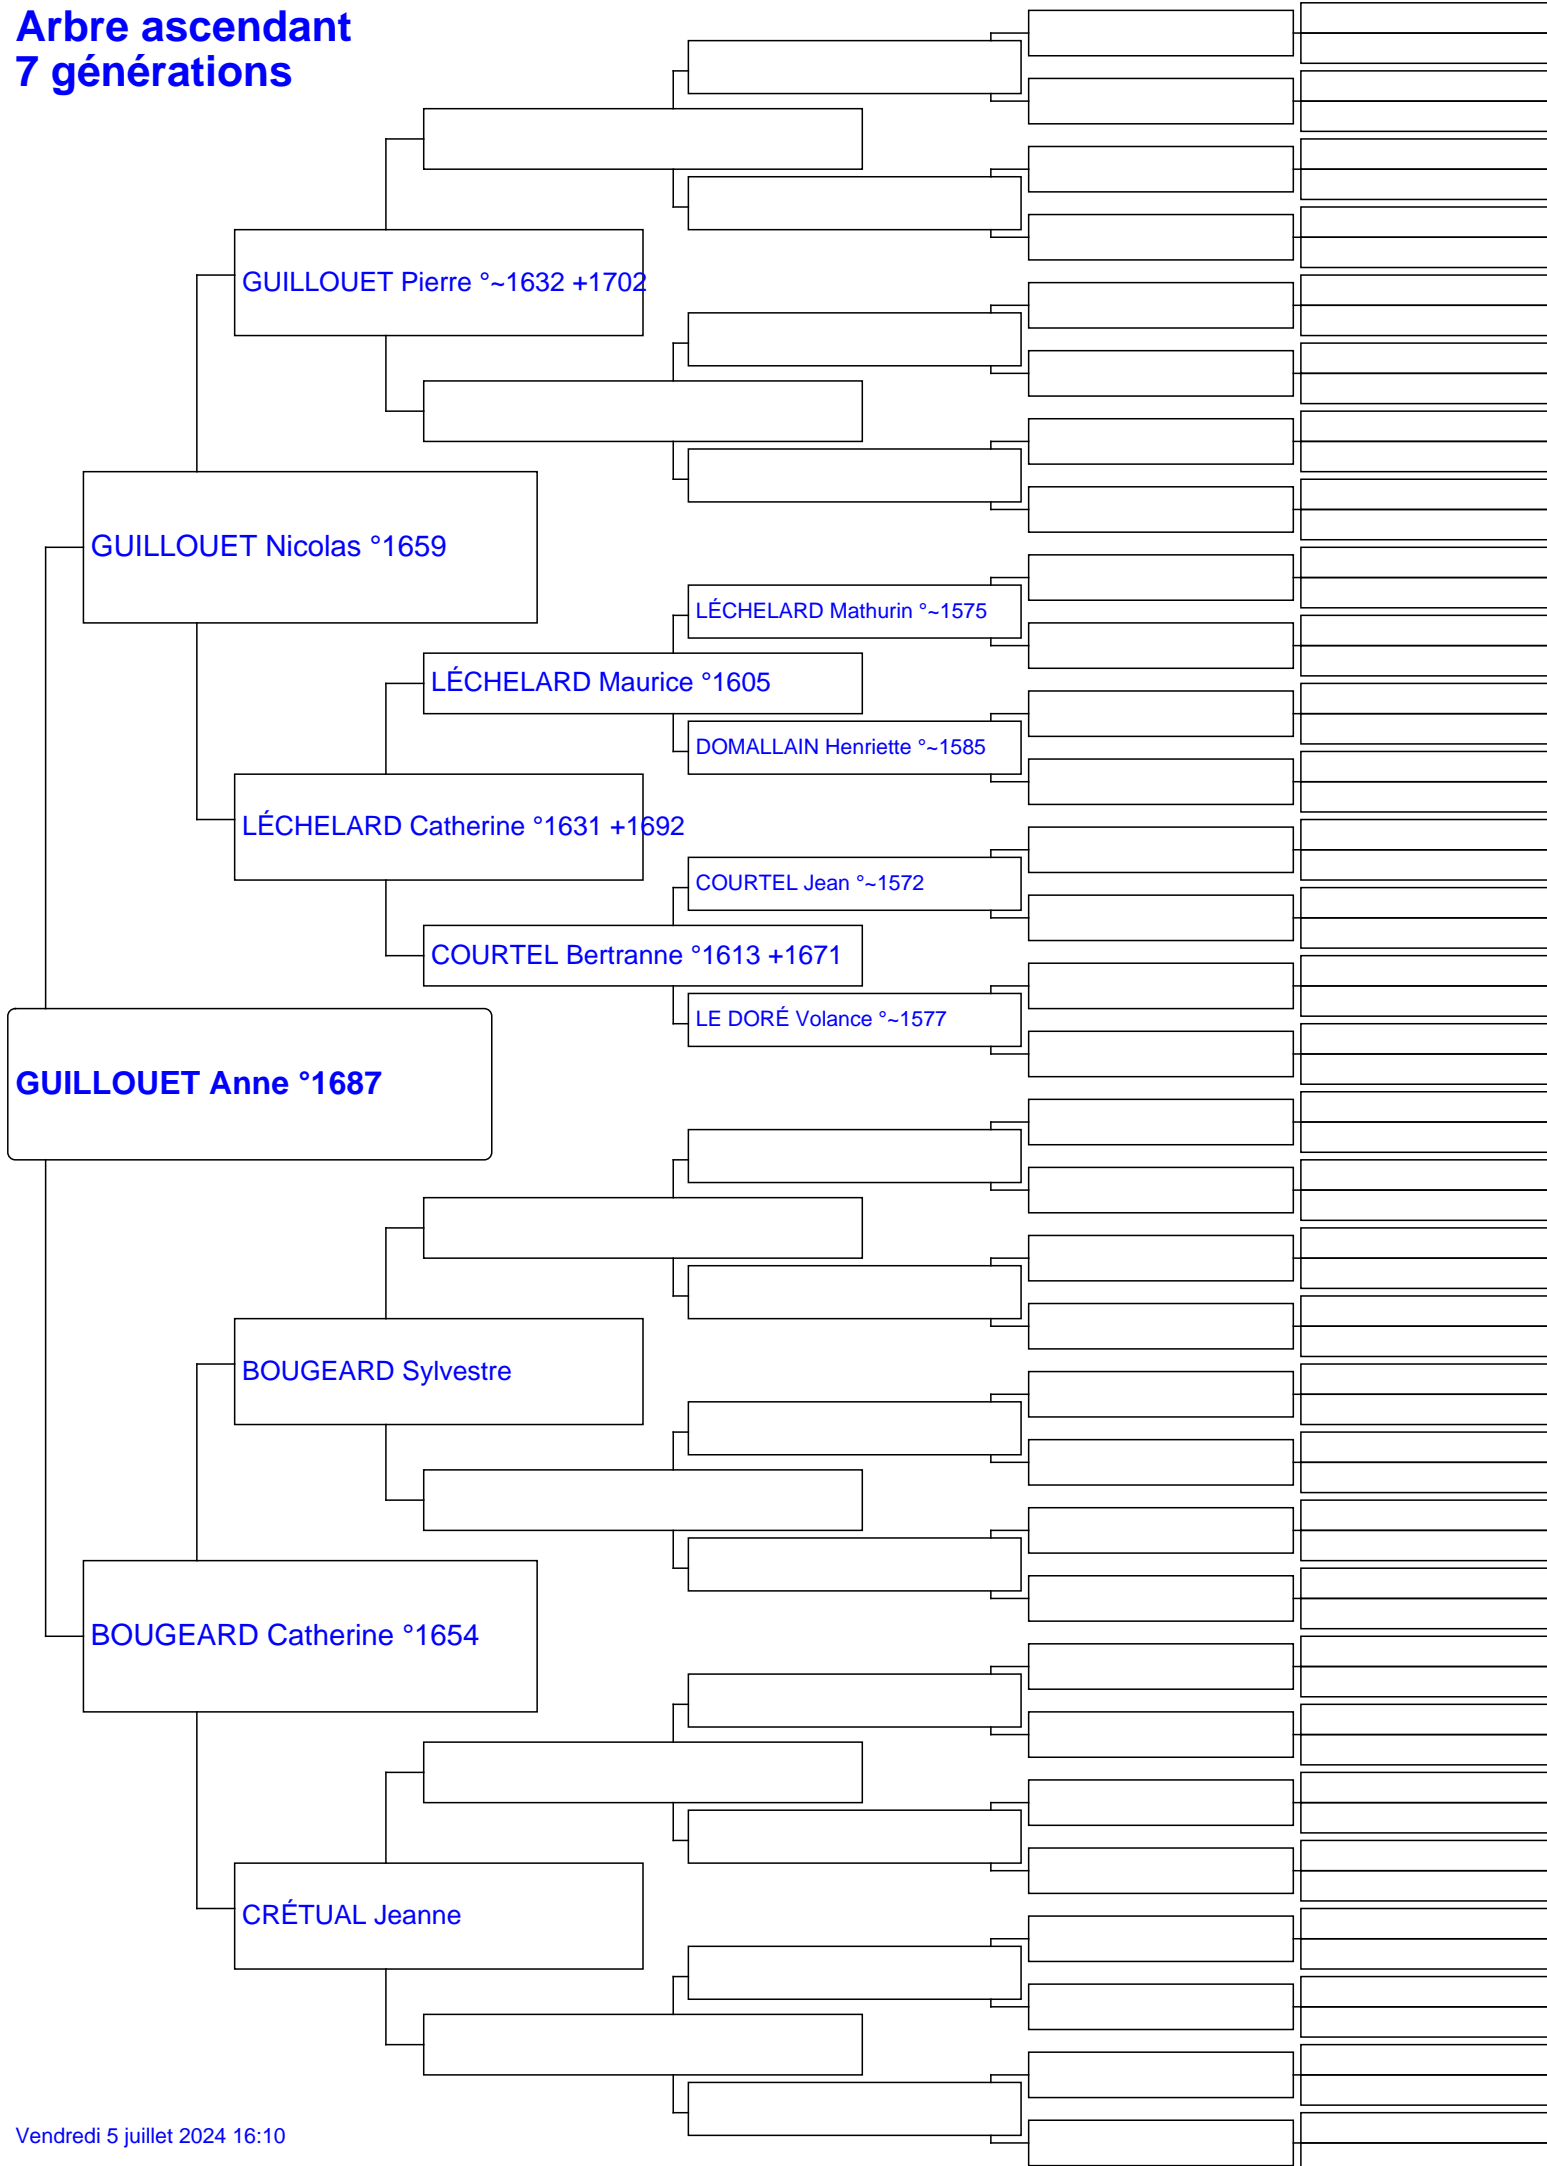 Arbre ascendant
7 générations
GUILLOUET Pierre °~1632 +1702
GUILLOUET Nicolas °1659
LÉCHELARD Mathurin °~1575
LÉCHELARD Maurice °1605
DOMALLAIN Henriette °~1585
LÉCHELARD Catherine °1631 +1692
COURTEL Jean °~1572
COURTEL Bertranne °1613 +1671
LE DORÉ Volance °~1577
GUILLOUET Anne °1687
BOUGEARD Sylvestre
BOUGEARD Catherine °1654
CRÉTUAL Jeanne
Vendredi 5 juillet 2024 16:10